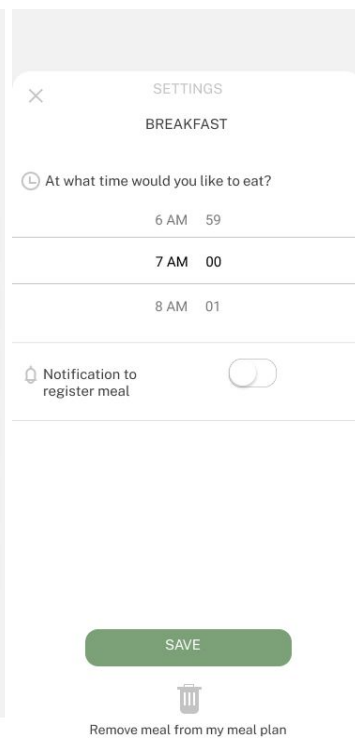 SETTINGS
BREAKFAST
At what time would you like to eat?
6 AM 59
7 AM 00
8 AM 01
Notification to
register meal
SAVE
Remove meal from my meal plan